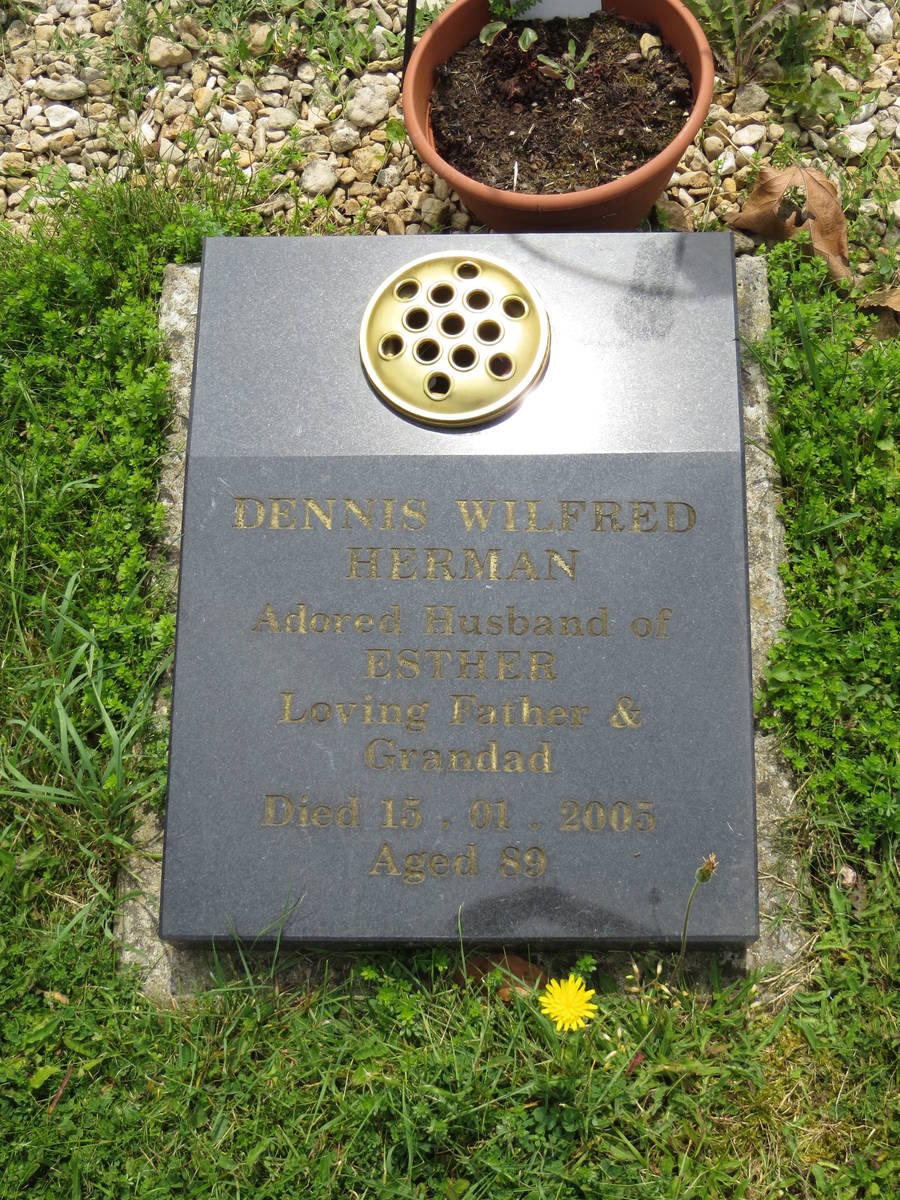 DENNIS WILFRED
HERMAN
Adored Husband of
ESTHER
Loving Father &
Grandad
Died 15 . 01 . 2005
Aged 89